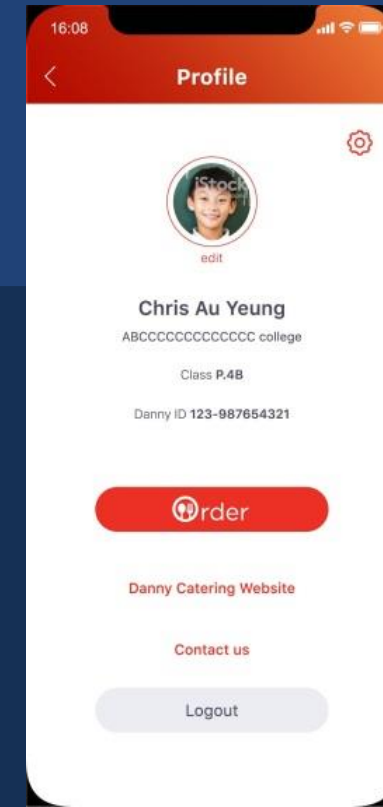 16:08
Profile
iStock
edit
Chris Au Yeung
ABCCCCCCCCCCCCC college
Class P.4B
Danny ID 123-987654321
Order
Danny Catering Website
Contact us
Logout